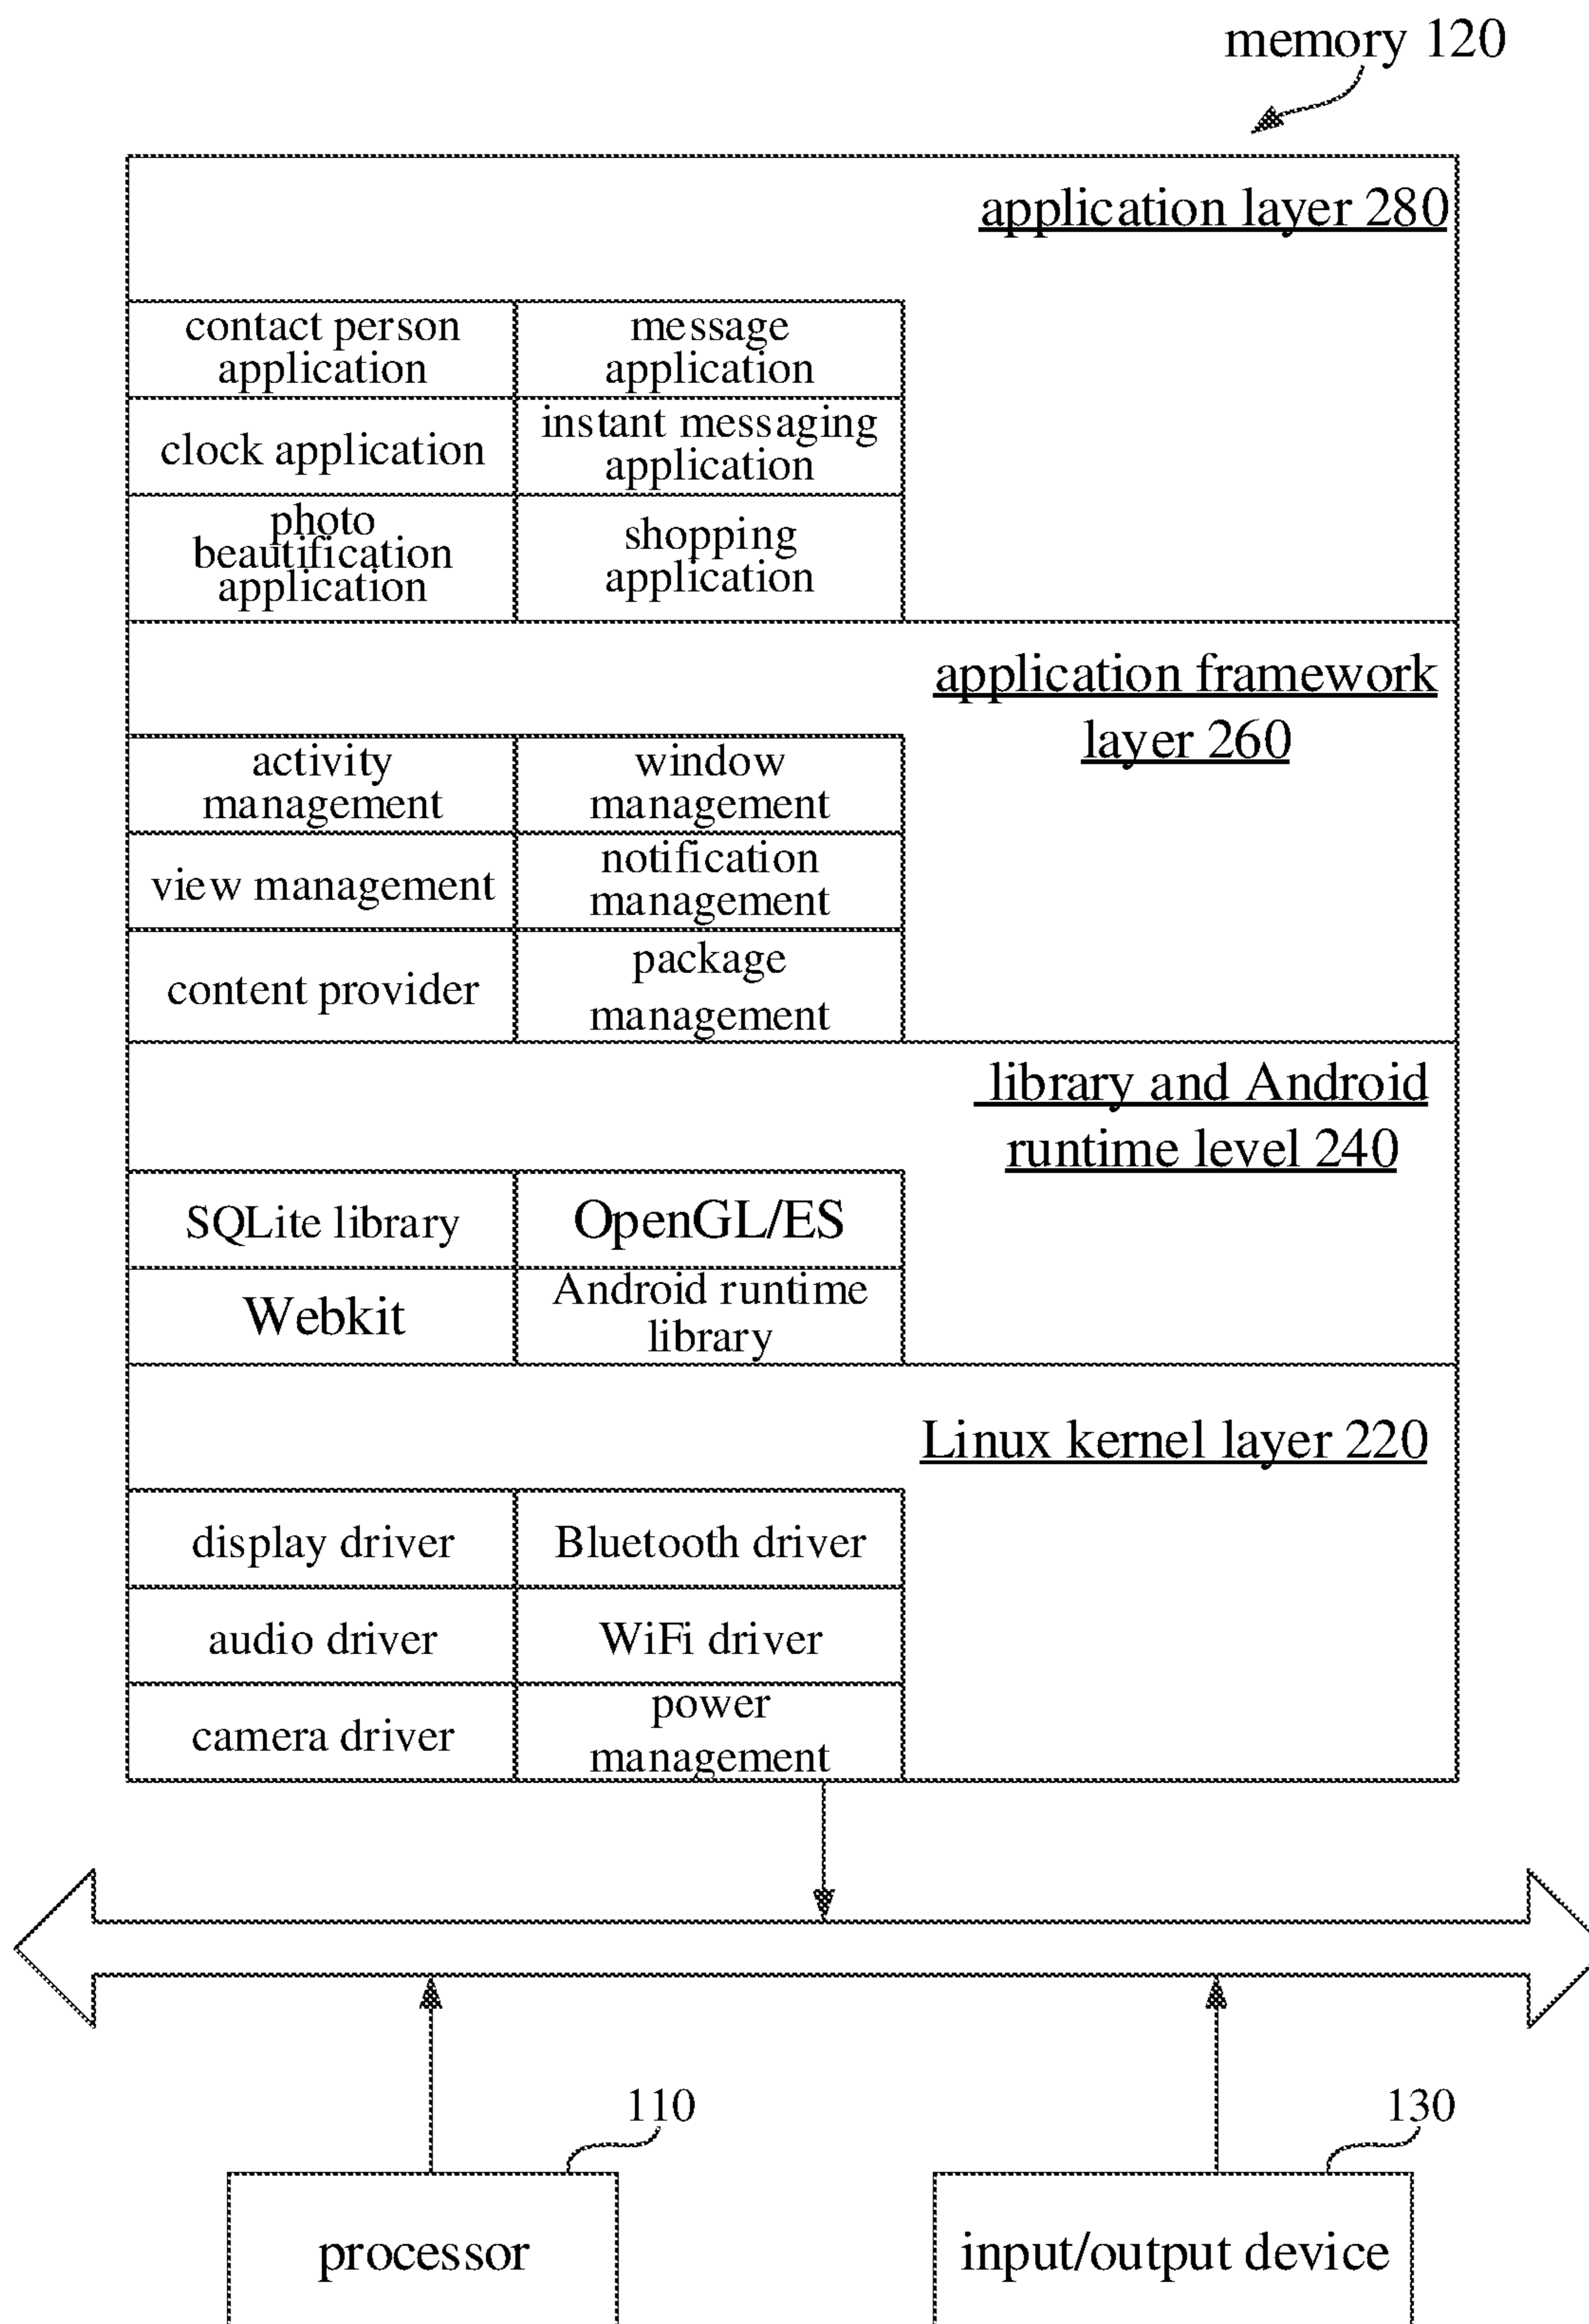 memory 120
application layer 280
contact person
application
message
application
clock application
instant messaging
application
photo
beautification
application
shopping
application
application framework
layer 260
activity
management
window
management
view management
notification
management
content provider
package
management
library and Android
runtime level 240
SQLite library
OpenGL/ES
Webkit
Android runtime
library
Linux kernel layer 220
display driver
Bluetooth driver
audio driver
WiFi driver
camera driver
power
management
110
130
processor
input/output device